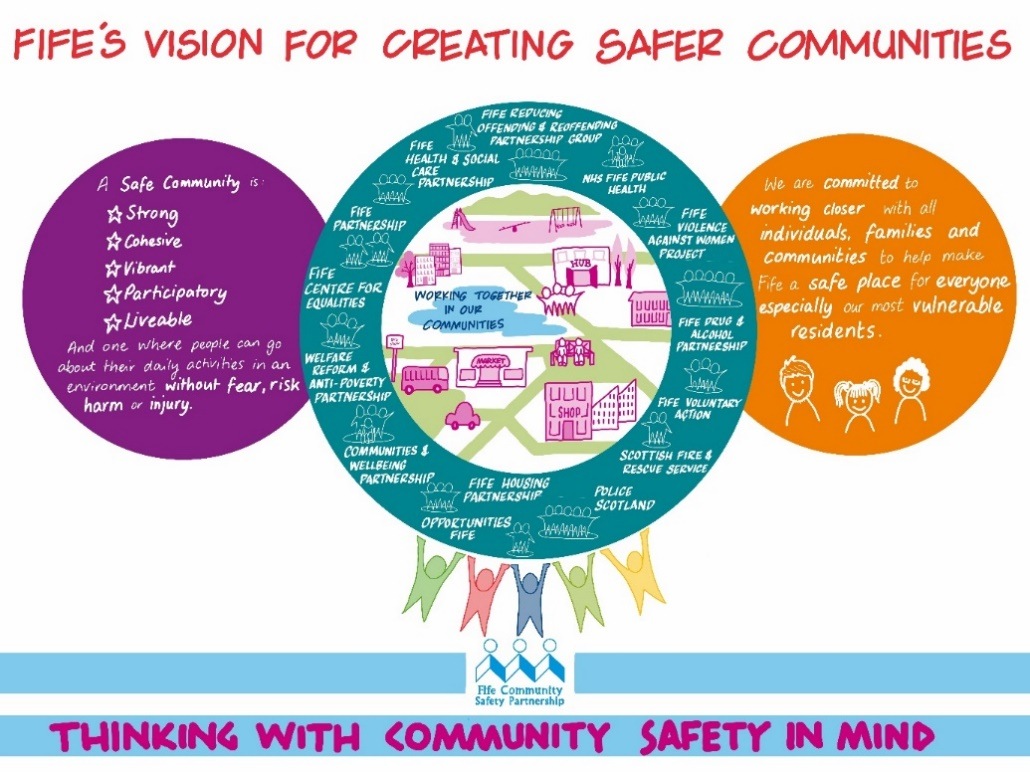 FIFE'S VISION FOR CREATING SAFER COMMUNITIES
A Safe Community is:
Strong
Cohesive
Vibrant
Participatory
Liveable
And one where people can go
about their daily activities in an
environment without fear, risk
harm or injury.
FIFE REDUCING
OFFENDING & REOFFENDING
PARTNERSHIP GROUP
NHS FIFE PUBLIC
HEALTH
FIFE
VIOLENCE
AGAINST WOMEN
PROJECT
FIFE DRUG &
ALCOHOL
PARTNERSHIP
FIFE VOLUNTARY
ACTION
SCOTTISH FIRE &
RESCUE SERVICE
POLICE
SCOTLAND
FIFE HOUSING
PARTNERSHIP
OPPORTUNITIES
FIFE
COMMUNITIES &
WELLBEING
PARTNERSHIP
WELFARE
REFORM &
ANTI-POVERTY
PARTNERSHIP
FIFE
CENTRE FOR
EQUALITIES
FIFE
PARTNERSHIP
FIFE
HEALTH & SOCIAL
CARE
PARTNERSHIP
HUB
WORKING TOGETHER
IN OUR
COMMUNITIES
MARKET
SHOP
We are committed to
working closer with all
individuals, families and
communities to help make
Fife a safe place for everyone
especially our most vulnerable
residents.
Fife Community
Safety Partnership
THINKING WITH COMMUNITY SAFETY IN MIND